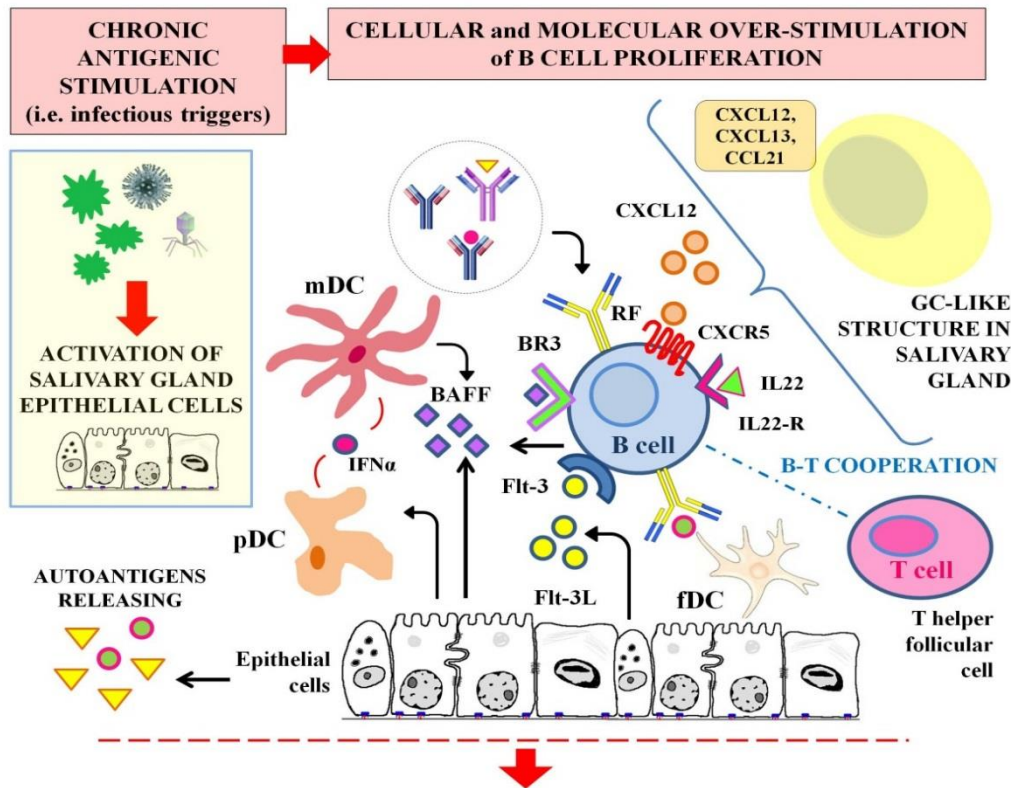 CHRONIC
ANTIGENIC
STIMULATION
(i.e. infectious triggers)
CELLULAR and MOLECULAR OVER-STIMULATION
of B CELL PROLIFERATION
CXCL12,
CXCL13,
CCL21
GC-LIKE
STRUCTURE IN
SALIVARY
GLAND
ACTIVATION OF
SALIVARY GLAND
EPITHELIAL CELLS
mDC
CXCL12
RF
CXCR5
BR3
IL22
IL22-R
BAFF
B cell
IFNα
Flt-3
B-T COOPERATION
pDC
T cell
Flt-3L
fDC
T helper
follicular
cell
AUTOANTIGENS
RELEASING
Epithelial
cells